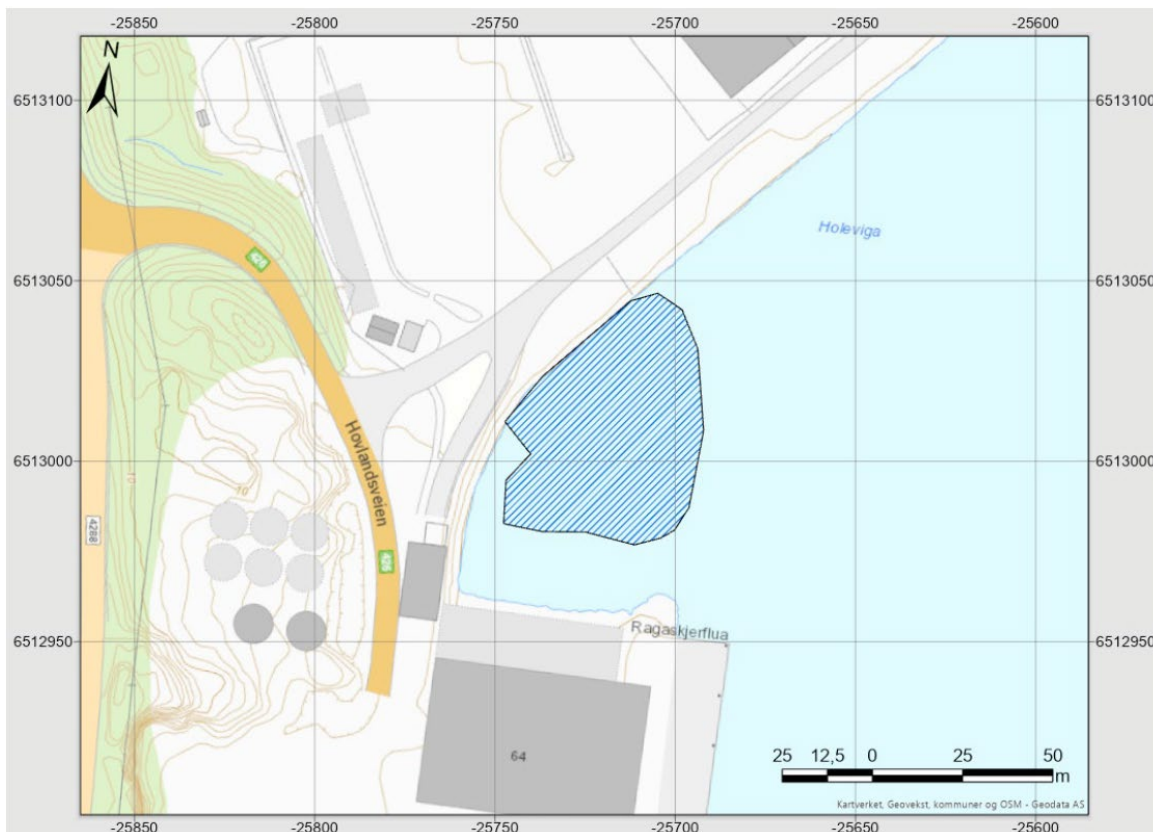 -25850 -25800 -25750 -25700 -25650 -25600
N
6513100 6513100
Holeviga
426
6513050 6513050
Hovlandsveien
6513000 6513000
10
10
4288
426
Ragaskjerflua
6512950 6512950
64
25 12,5 0 25 50
m
Kartverket, Geovekst, kommuner og OSM - Geodata AS
-25850 -25800 -25750 -25700 -25650 -25600